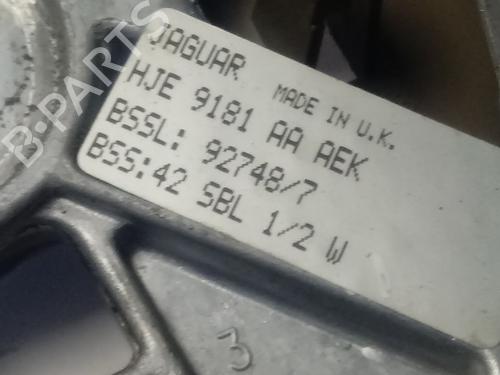 B-PARTS
JAGUAR MADE IN U.K.
HJE 9181 AA AEK
BSSL: 92748/7
BSS:42 SBL 1/2 W
3